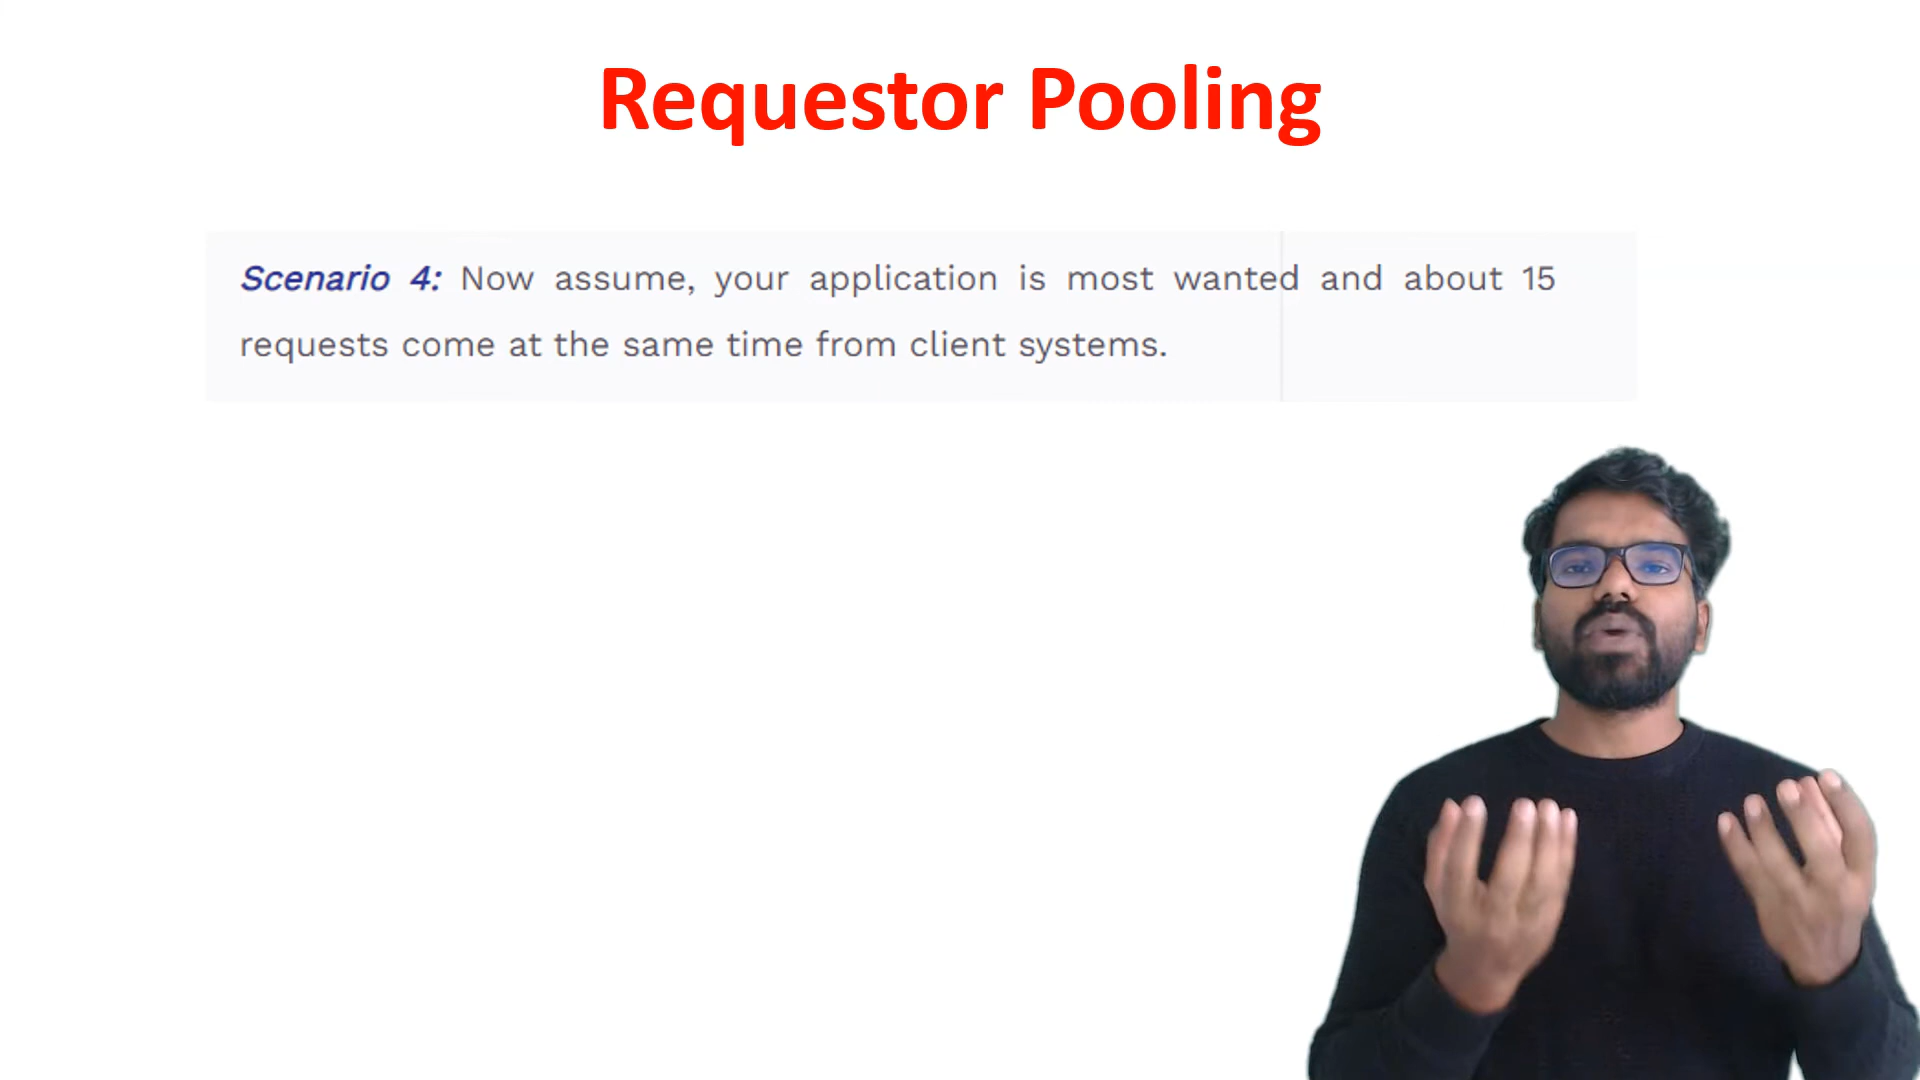 Requestor Pooling
Scenario 4: Now assume, your application is most wanted and about 15
requests come at the same time from client systems.